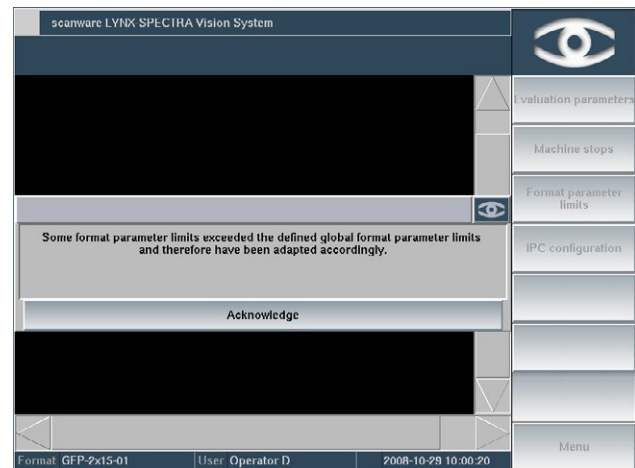 scanware LYNX SPECTRA Vision System
Evaluation parameters
Machine stops
Format parameter
limits
IPC configuration
Some format parameter limits exceeded the defined global format parameter limits
and therefore have been adapted accordingly.
Acknowledge
Menu
Format GFP-2x15-01 User Operator D 2008-10-29 10:00:20